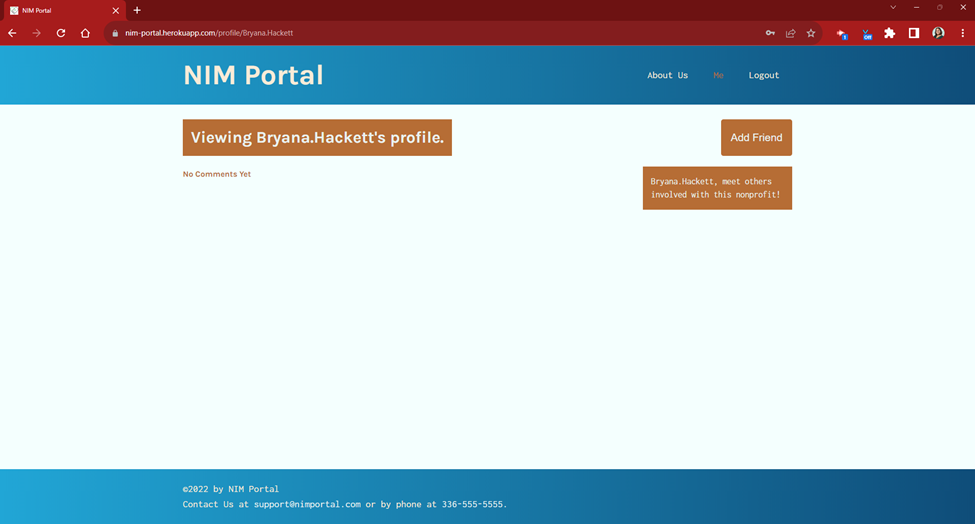 NIM Portal
nim-portal.herokuapp.com/profile/Bryana.Hackett
Off
NIM Portal
About Us Me Logout
Viewing Bryana.Hackett's profile.
Add Friend
No Comments Yet
Bryana.Hackett, meet others
involved with this nonprofit!
©2022 by NIM Portal
Contact Us at support@nimportal.com or by phone at 336-555-5555.